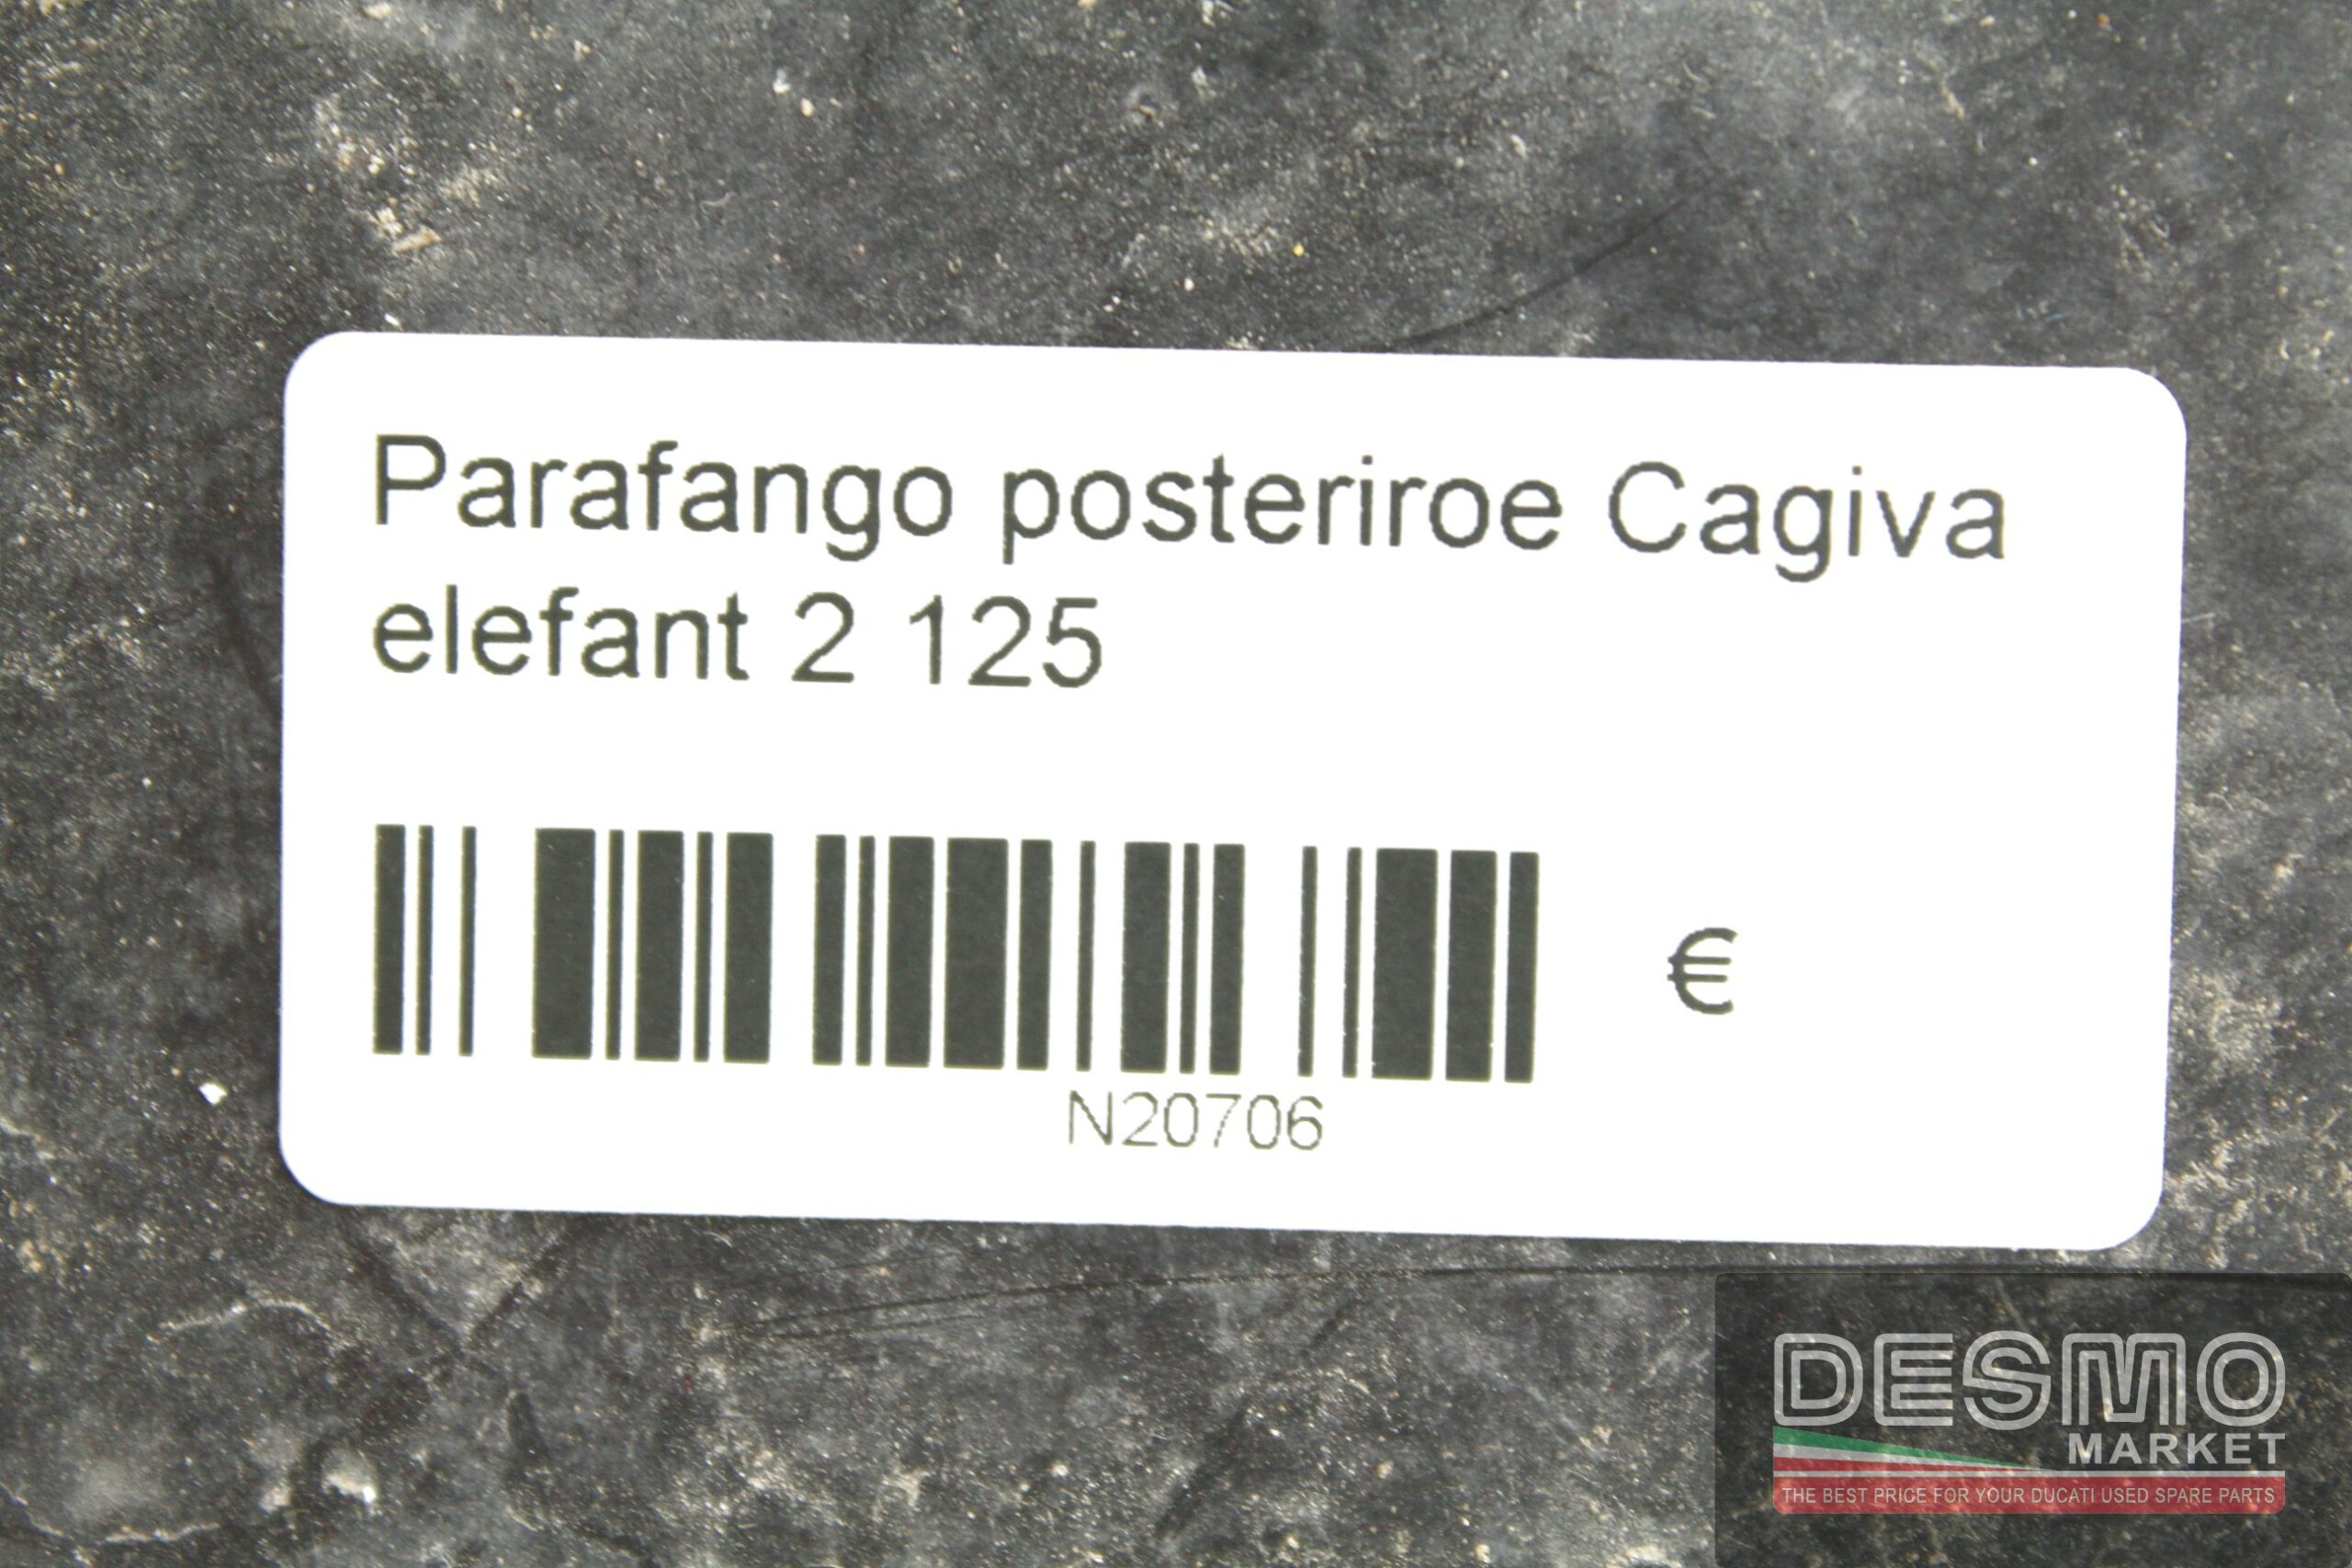 Parafango posteriroe Cagiva
elefant 2 125
€
N20706
DESMO
MARKET
THE BEST PRICE FOR YOUR DUCATI USED SPARE PARTS